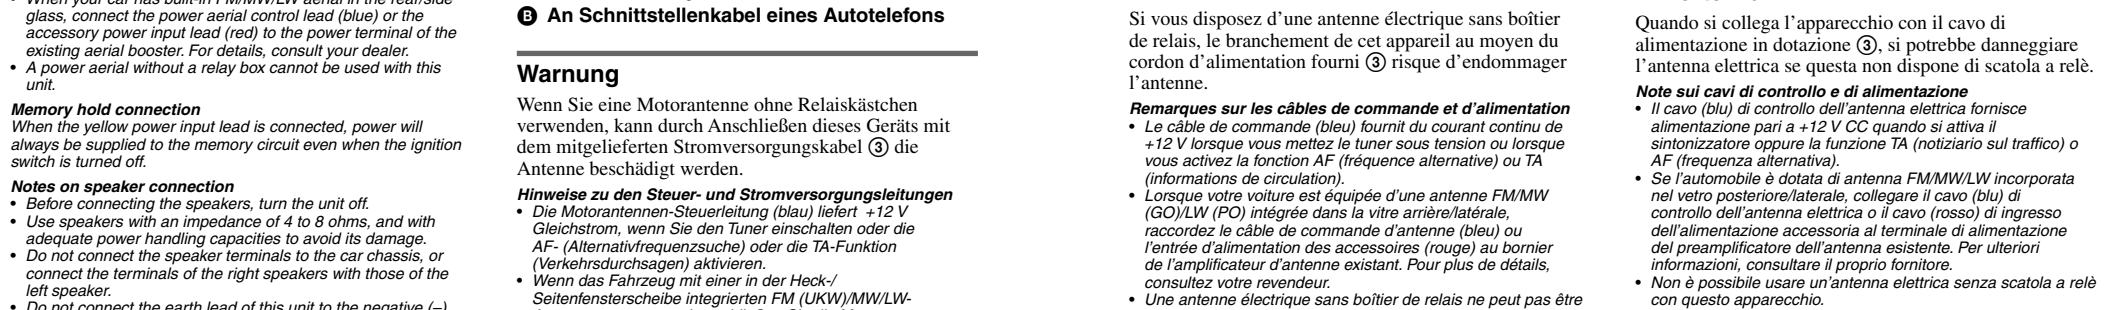 • When your car has built-in FM/MW/LW aerial in the rear/side
glass, connect the power aerial control lead (blue) or the
accessory power input lead (red) to the power terminal of the
existing aerial booster. For details, consult your dealer.
• A power aerial without a relay box cannot be used with this
unit.
Memory hold connection
When the yellow power input lead is connected, power will
always be supplied to the memory circuit even when the ignition
switch is turned off.
Notes on speaker connection
• Before connecting the speakers, turn the unit off.
• Use speakers with an impedance of 4 to 8 ohms, and with
adequate power handling capacities to avoid its damage.
• Do not connect the speaker terminals to the car chassis, or
connect the terminals of the right speakers with those of the
left speaker.
• Do not connect the earth lead of this unit to the negative (–)
B An Schnittstellenkabel eines Autotelefons
Warnung
Wenn Sie eine Motorantenne ohne Relaiskästchen
verwenden, kann durch Anschließen dieses Geräts mit
dem mitgelieferten Stromversorgungskabel ③ die
Antenne beschädigt werden.
Hinweise zu den Steuer- und Stromversorgungsleitungen
• Die Motorantennen-Steuerleitung (blau) liefert +12 V
Gleichstrom, wenn Sie den Tuner einschalten oder die
AF- (Alternativfrequenzsuche) oder die TA-Funktion
(Verkehrsdurchsagen) aktivieren.
• Wenn das Fahrzeug mit einer in der Heck-/
Seitenfensterscheibe integrierten FM (UKW)/MW/LW-
Si vous disposez d’une antenne électrique sans boîtier
de relais, le branchement de cet appareil au moyen du
cordon d’alimentation fourni ③ risque d’endommager
l’antenne.
Remarques sur les câbles de commande et d’alimentation
• Le câble de commande (bleu) fournit du courant continu de
+12 V lorsque vous mettez le tuner sous tension ou lorsque
vous activez la fonction AF (fréquence alternative) ou TA
(informations de circulation).
• Lorsque votre voiture est équipée d’une antenne FM/MW
(GO)/LW (PO) intégrée dans la vitre arrière/latérale,
raccordez le câble de commande d’antenne (bleu) ou
l’entrée d’alimentation des accessoires (rouge) au bornier
de l’amplificateur d’antenne existant. Pour plus de détails,
consultez votre revendeur.
• Une antenne électrique sans boîtier de relais ne peut pas être
Quando si collega l’apparecchio con il cavo di
alimentazione in dotazione ③, si potrebbe danneggiare
l’antenna elettrica se questa non dispone di scatola a relè.
Note sui cavi di controllo e di alimentazione
• Il cavo (blu) di controllo dell’antenna elettrica fornisce
alimentazione pari a +12 V CC quando si attiva il
sintonizzatore oppure la funzione TA (notiziario sul traffico) o
AF (frequenza alternativa).
• Se l’automobile è dotata di antenna FM/MW/LW incorporata
nel vetro posteriore/laterale, collegare il cavo (blu) di
controllo dell’antenna elettrica o il cavo (rosso) di ingresso
dell’alimentazione accessoria al terminale di alimentazione
del preamplificatore dell’antenna esistente. Per ulteriori
informazioni, consultare il proprio fornitore.
• Non è possibile usare un’antenna elettrica senza scatola a relè
con questo apparecchio.